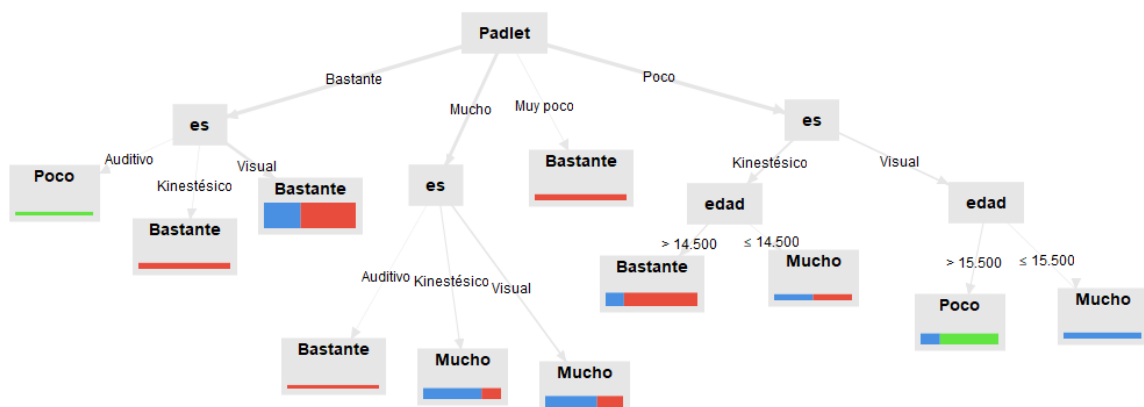 Padlet
Bastante
Mucho
Muy poco
Poco
es
es
Auditivo
Kinestésico
Visual
Kinestésico
Visual
Poco
Bastante
Bastante
es
Bastante
edad
edad
> 14.500
≤ 14.500
> 15.500
≤ 15.500
Auditivo
Kinestésico
Visual
Bastante
Mucho
Poco
Mucho
Bastante
Mucho
Mucho